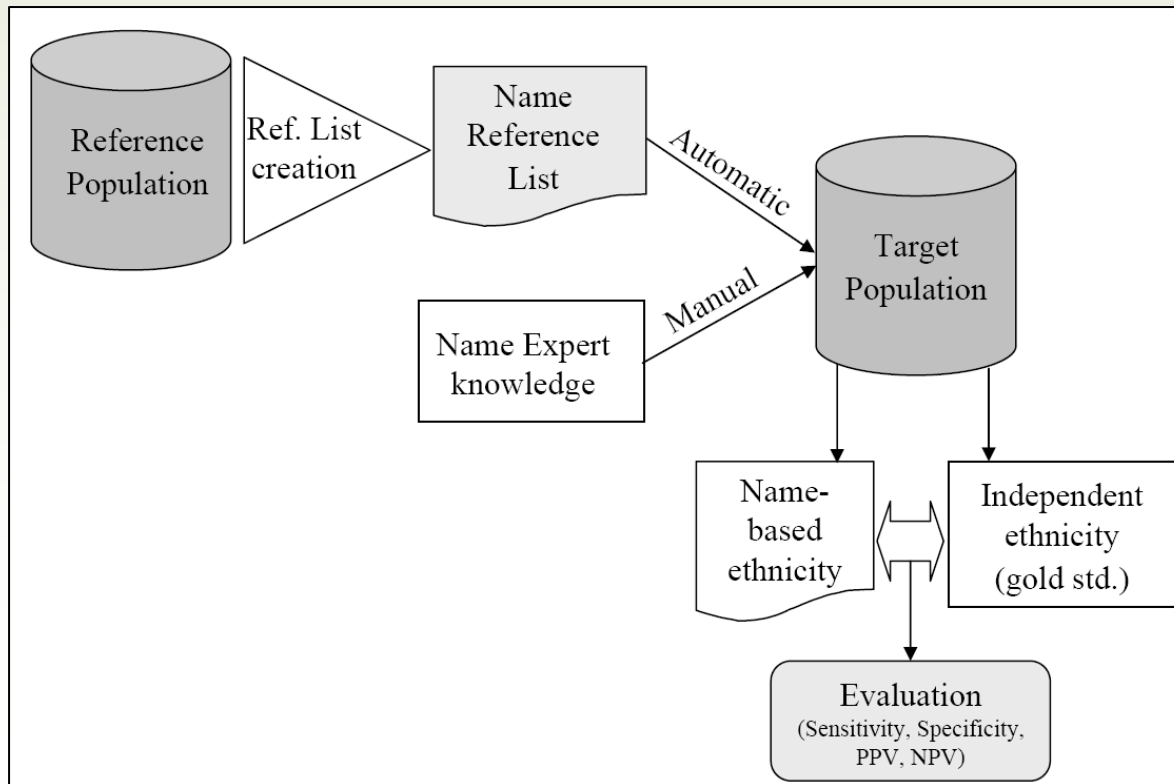 Reference
Population
Ref. List
creation
Name
Reference
List
Automatic
Manual
Name Expert
knowledge
Target
Population
Name-
based
ethnicity
Independent
ethnicity
(gold std.)
Evaluation
(Sensitivity, Specificity,
PPV, NPV)